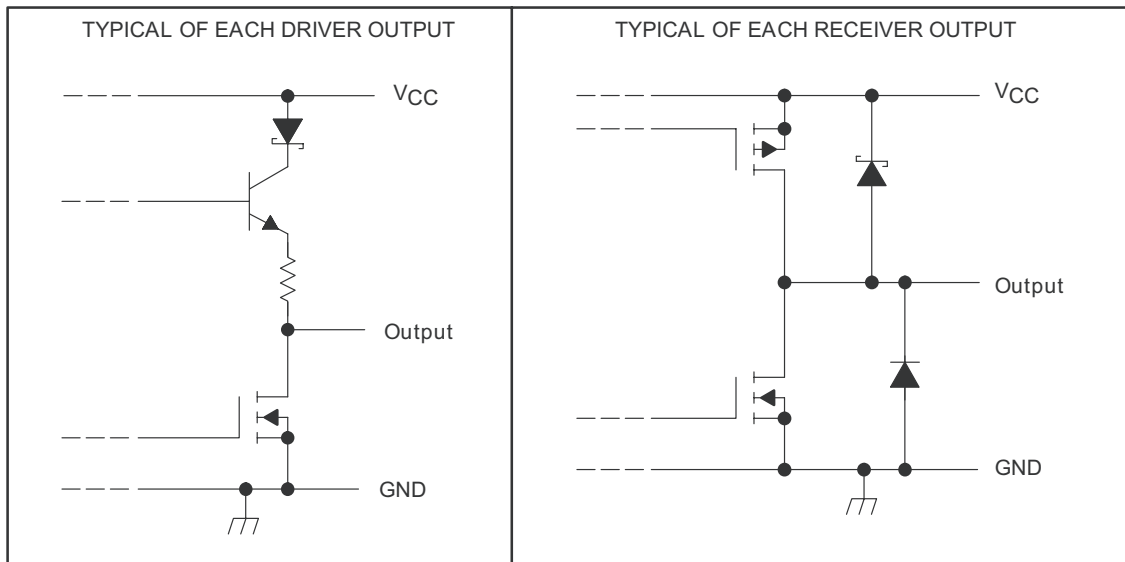 TYPICAL OF EACH DRIVER OUTPUT
VCC
Output
GND
TYPICAL OF EACH RECEIVER OUTPUT
VCC
Output
GND